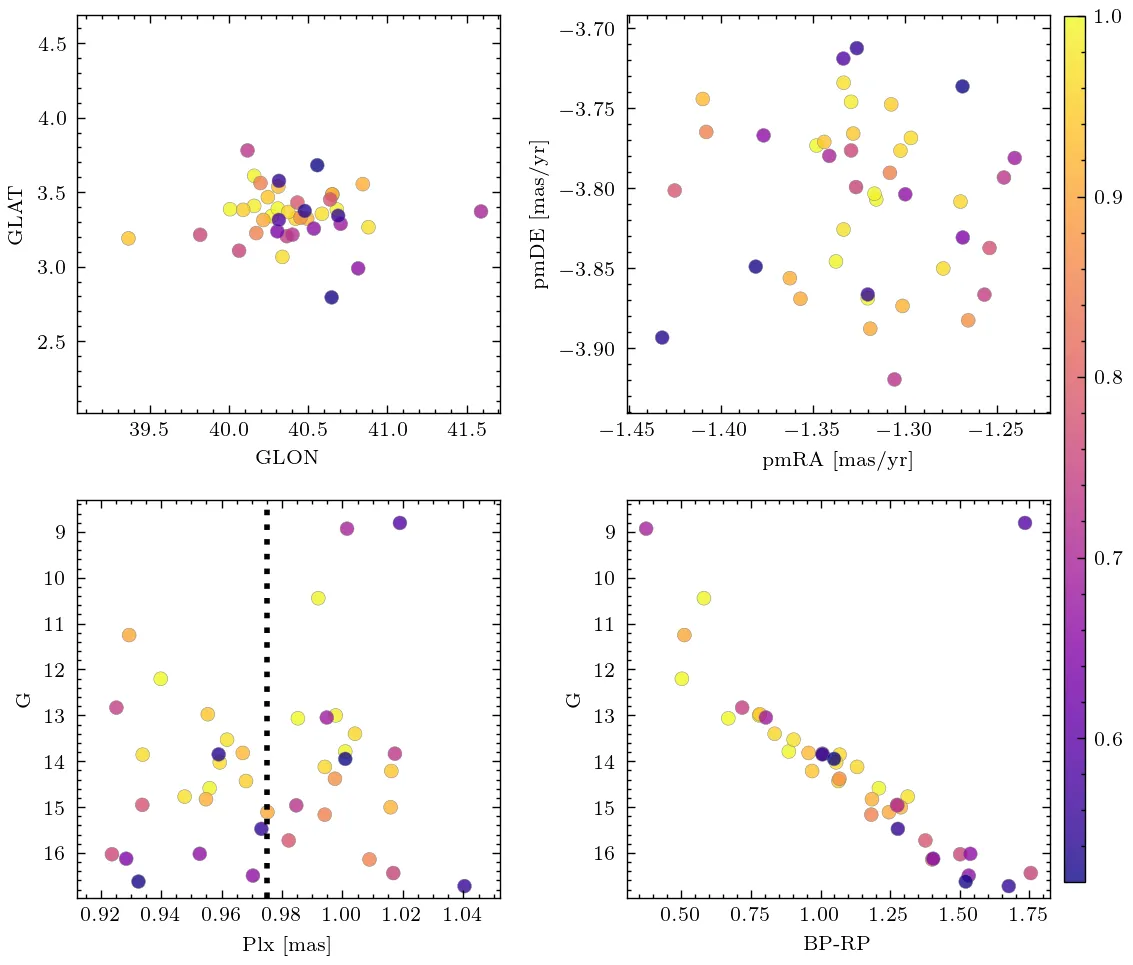 4.5
4.0
3.5
3.0
2.5
GLAT
39.5 40.0 40.5 41.0 41.5
GLON
−3.70
−3.75
−3.80
−3.85
−3.90
pmDE [mas/yr]
−1.45 −1.40 −1.35 −1.30 −1.25
pmRA [mas/yr]
1.0
0.9
0.8
0.7
0.6
9
10
11
12
13
14
15
16
G
0.92 0.94 0.96 0.98 1.00 1.02 1.04
Plx [mas]
9
10
11
12
13
14
15
16
G
0.50 0.75 1.00 1.25 1.50 1.75
BP-RP